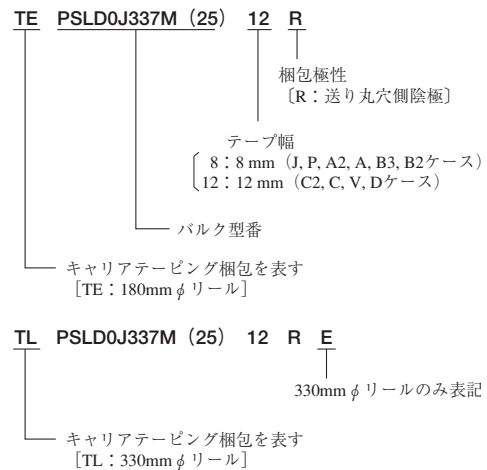 TE PSLD0J337M（25） 12 R
梱包極性
〔R：送り丸穴側陰極〕
テープ幅
8：8 mm（J, P, A2, A, B3, B2ケース）
12：12 mm（C2, C, V, Dケース）
バルク型番
キャリアテーピング梱包を表す
［TE：180mmφリール］
TL PSLD0J337M（25） 12 R E
330mmφリールのみ表記
キャリアテーピング梱包を表す
［TL：330mmφリール］